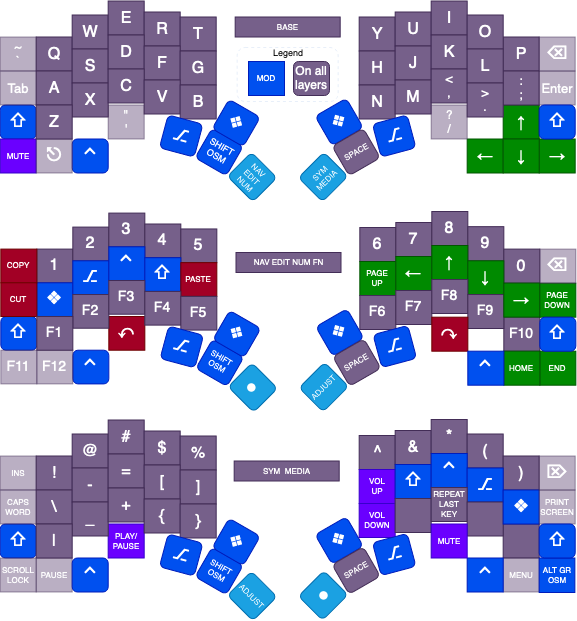 BASE
~ Q W E R T
` 
Tab A S D F G
Z X C V B
" 
'
MUTE
SHIFT
OSM
NAV
EDIT
NUM
Legend
MOD
On all
layers
Y U I O P
H J K L :
;
Enter
N M <
,
>
.
?
/
SPACE
SYM
MEDIA
↑
← ↓ →
NAV EDIT NUM FN
COPY 1 2 3 4 5
CUT
PASTE
F1 F2 F3 F4 F5
F11 F12
SHIFT
OSM
6 7 8 9 0
PAGE
UP
← ↑ ↓ →
PAGE
DOWN
F6 F7 F8 F9 F10
SPACE
ADJUST
HOME END
SYM MEDIA
INS ! @ # $ %
CAPS
WORD
\ - = [ ]
| _ + { }
SCROLL
LOCK
PAUSE
PLAY/
PAUSE
SHIFT
OSM
ADJUST
^ & * ( )
VOL
UP
REPEAT
LAST
KEY
PRINT
SCREEN
VOL
DOWN
MUTE
SPACE
MENU
ALT GR
OSM